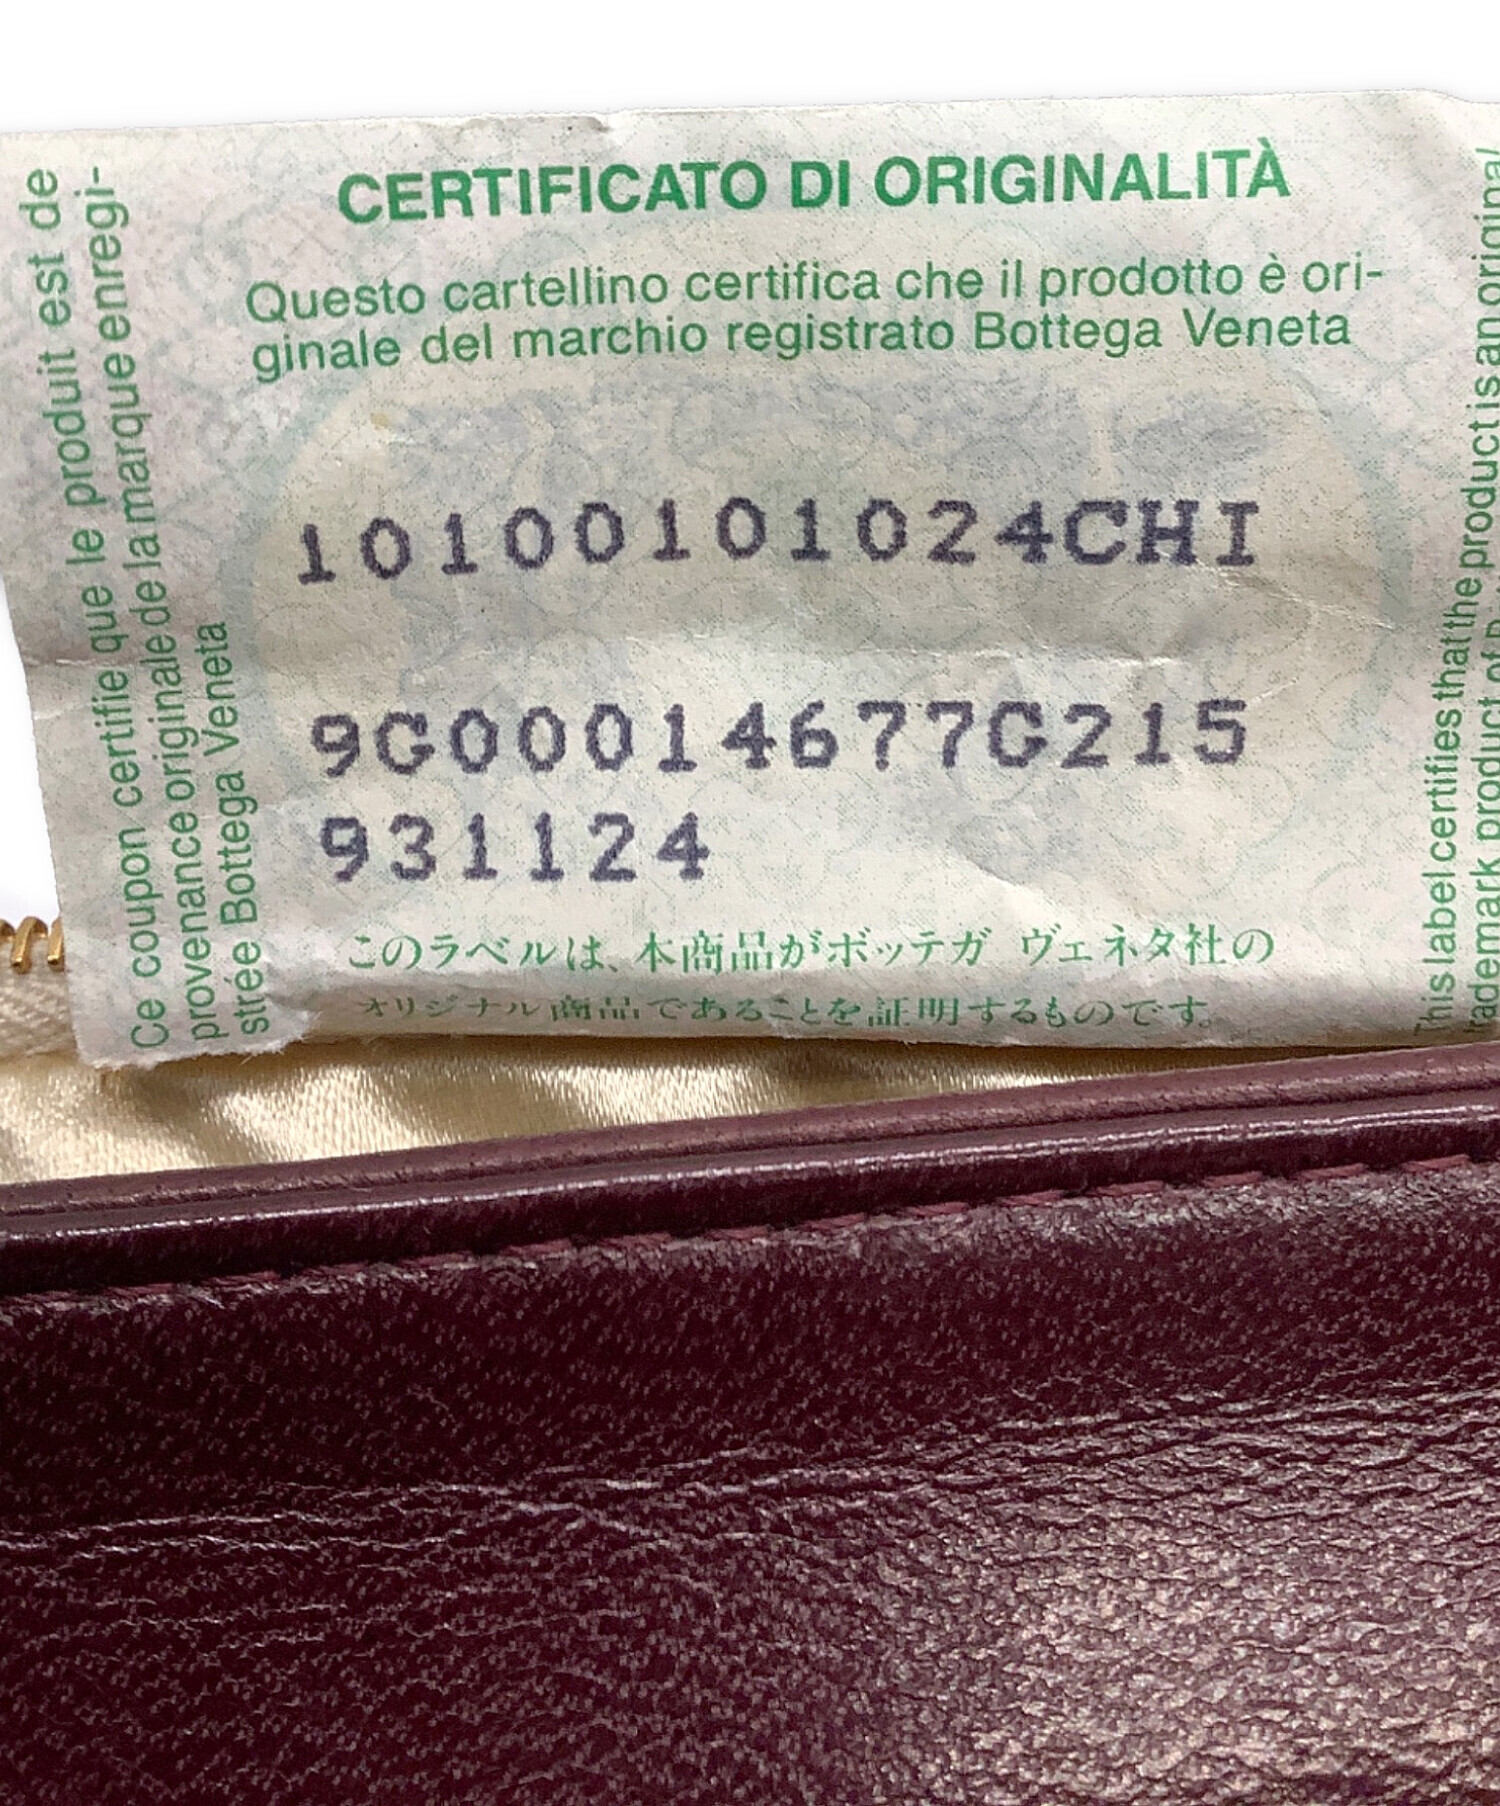 CERTIFICATO DI ORIGINALITÀ
Questo cartellino certifica che il prodotto è ori-
ginale del marchio registrato Bottega Veneta
10100101024CHI
9G00014677G215
931124
このラベルは、本商品がボッテガ ヴェネタ社の
オリジナル商品であることを証明するものです。
Ce coupon certifie que le produit est de
provenance originale de la marque enregi-
strée Bottega Veneta
This label certifies that the product is an original
trademark product of